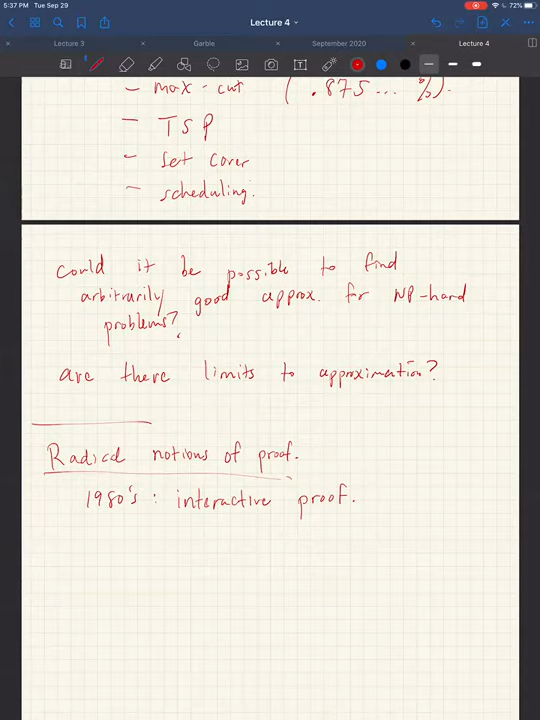 5:37 PM Tue Sep 29
72%
Lecture 4
Lecture 3
Garble
September 2020
Lecture 4
- max-cut (.875... %).
- TSP
- set cover
- scheduling.
could it be possible to find
arbitrarily good approx. for NP-hard
problems?
are there limits to approximation?
Radical notions of proof.
1980's: interactive proof.